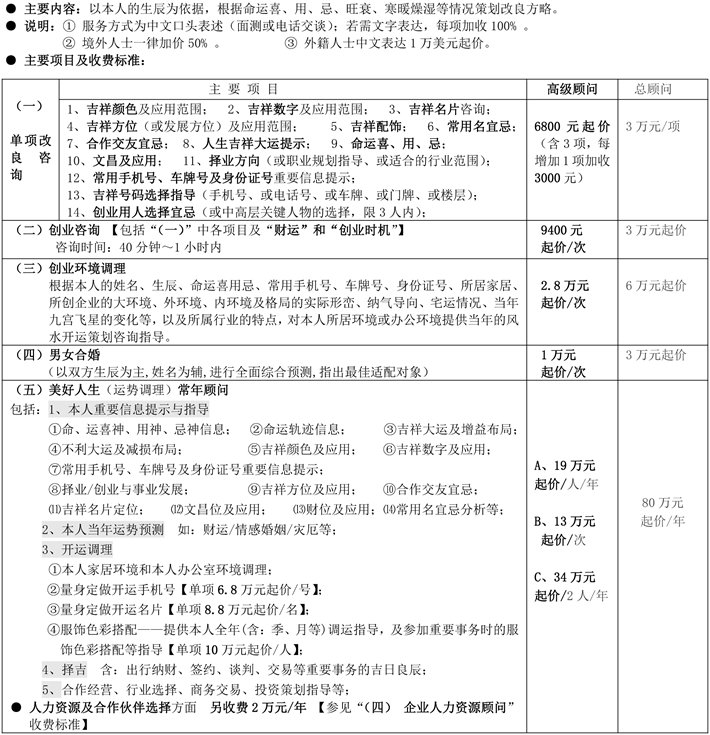 ● 主要内容：以本人的生辰为依据，根据命运喜、用、忌、旺衰、寒暖燥湿等情况策划改良方略。
● 说明：① 服务方式为中文口头表述（面测或电话交谈）；若需文字表达，每项加收100% 。
② 境外人士一律加价50% 。 ③ 外籍人士中文表达1万美元起价。
● 主要项目及收费标准：
主 要 项 目 高级顾问 总顾问
（一）
单项改良 咨询
1、吉祥颜色及应用范围； 2、吉祥数字及应用范围； 3、吉祥名片咨询；
4、吉祥方位（或发展方位）及应用范围； 5、吉祥配饰； 6、常用名宜忌；
7、合作交友宜忌； 8、人生吉祥大运提示； 9、命运喜、用、忌；
10、文昌及应用； 11、择业方向（或职业规划指导、或适合的行业范围）；
12、常用手机号、车牌号及身份证号重要信息提示；
13、吉祥号码选择指导（手机号、或电话号、或车牌、或门牌、或楼层）；
14、创业用人选择宜忌（或中高层关键人物的选择，限3人内）；
6800 元起价
（含3项，每
增加1项加收
3000元）
3万元/项
（二）创业咨询 【包括“（一）”中各项目及“财运”和“创业时机”】
咨询时间：40分钟～1小时内
9400 元
起价/次
3万元起价
（三）创业环境调理
根据本人的姓名、生辰、命运喜用忌、常用手机号、车牌号、身份证号、所居家居、
所创企业的大环境、外环境、内环境及格局的实际形峦、纳气导向、宅运情况、当年
九宫飞星的变化等，以及所属行业的特点，对本人所居环境或办公环境提供当年的风
水开运策划咨询指导。
2.8万元
起价/次
6万元起价
（四）男女合婚
（以双方生辰为主,姓名为辅,进行全面综合预测,指出最佳适配对象）
1万元
起价/次
3万元起价
（五）美好人生（运势调理）常年顾问
包括：1、本人重要信息提示与指导
①命、运喜神、用神、忌神信息； ②命运轨迹信息； ③吉祥大运及增益布局；
④不利大运及减损布局； ⑤吉祥颜色及应用； ⑥吉祥数字及应用；
⑦常用手机号、车牌号及身份证号重要信息提示；
⑧择业/创业与事业发展； ⑨吉祥方位及应用； ⑩合作交友宜忌；
⑾吉祥名片定位； ⑿文昌位及应用； ⒀财位及应用；⒁常用名宜忌分析等；
2、本人当年运势预测 如：财运/情感婚姻/灾厄等；
3、开运调理
①本人家居环境和本人办公室环境调理；
②量身定做开运手机号【单项6.8万元起价/号】；
③量身定做开运名片【单项8.8万元起价/名】；
④服饰色彩搭配——提供本人全年(含：季、月等)调运指导，及参加重要事务时的服
饰色彩搭配等指导【单项10万元起价/人】；
4、择吉 含：出行纳财、签约、谈判、交易等重要事务的吉日良辰；
5、合作经营、行业选择、商务交易、投资策划指导等；
● 人力资源及合作伙伴选择方面 另收费2万元/年 【参见“（四） 企业人力资源顾问”
收费标准】
A、19万元
起价/人/年
B、13万元
起价/次
C、34万元
起价/2人/年
80万元
起价/年